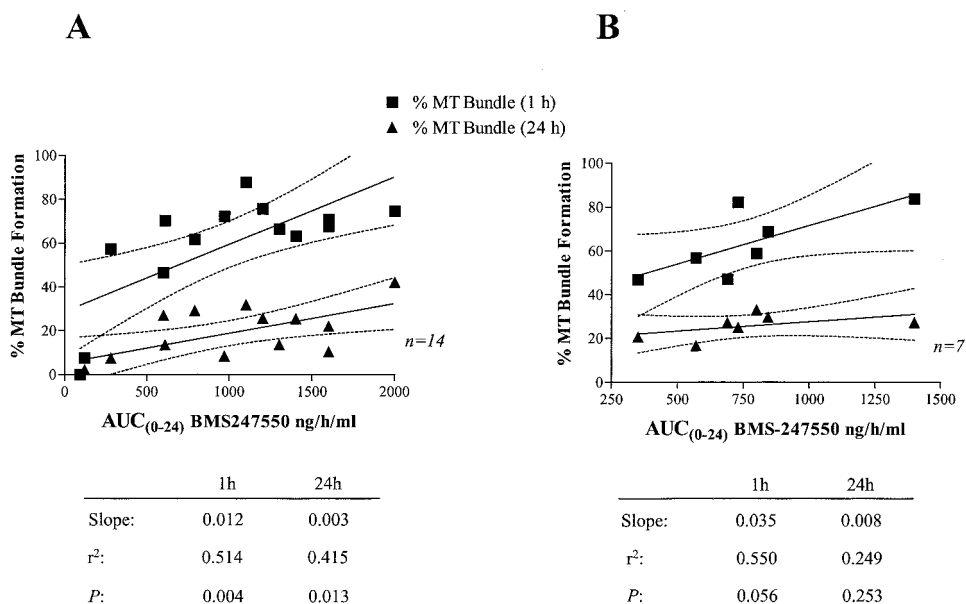 A
B
■ % MT Bundle (1 h)
▲ % MT Bundle (24 h)
% MT Bundle Formation
100
80
60
40
20
0
0 500 1000 1500 2000
n=14
AUC(0-24) BMS247550 ng/h/ml
% MT Bundle Formation
100
80
60
40
20
0
250 500 750 1000 1250 1500
n=7
AUC(0-24) BMS-247550 ng/h/ml
1h 24h
Slope: 0.012 0.003
r²: 0.514 0.415
P: 0.004 0.013
1h 24h
Slope: 0.035 0.008
r²: 0.550 0.249
P: 0.056 0.253